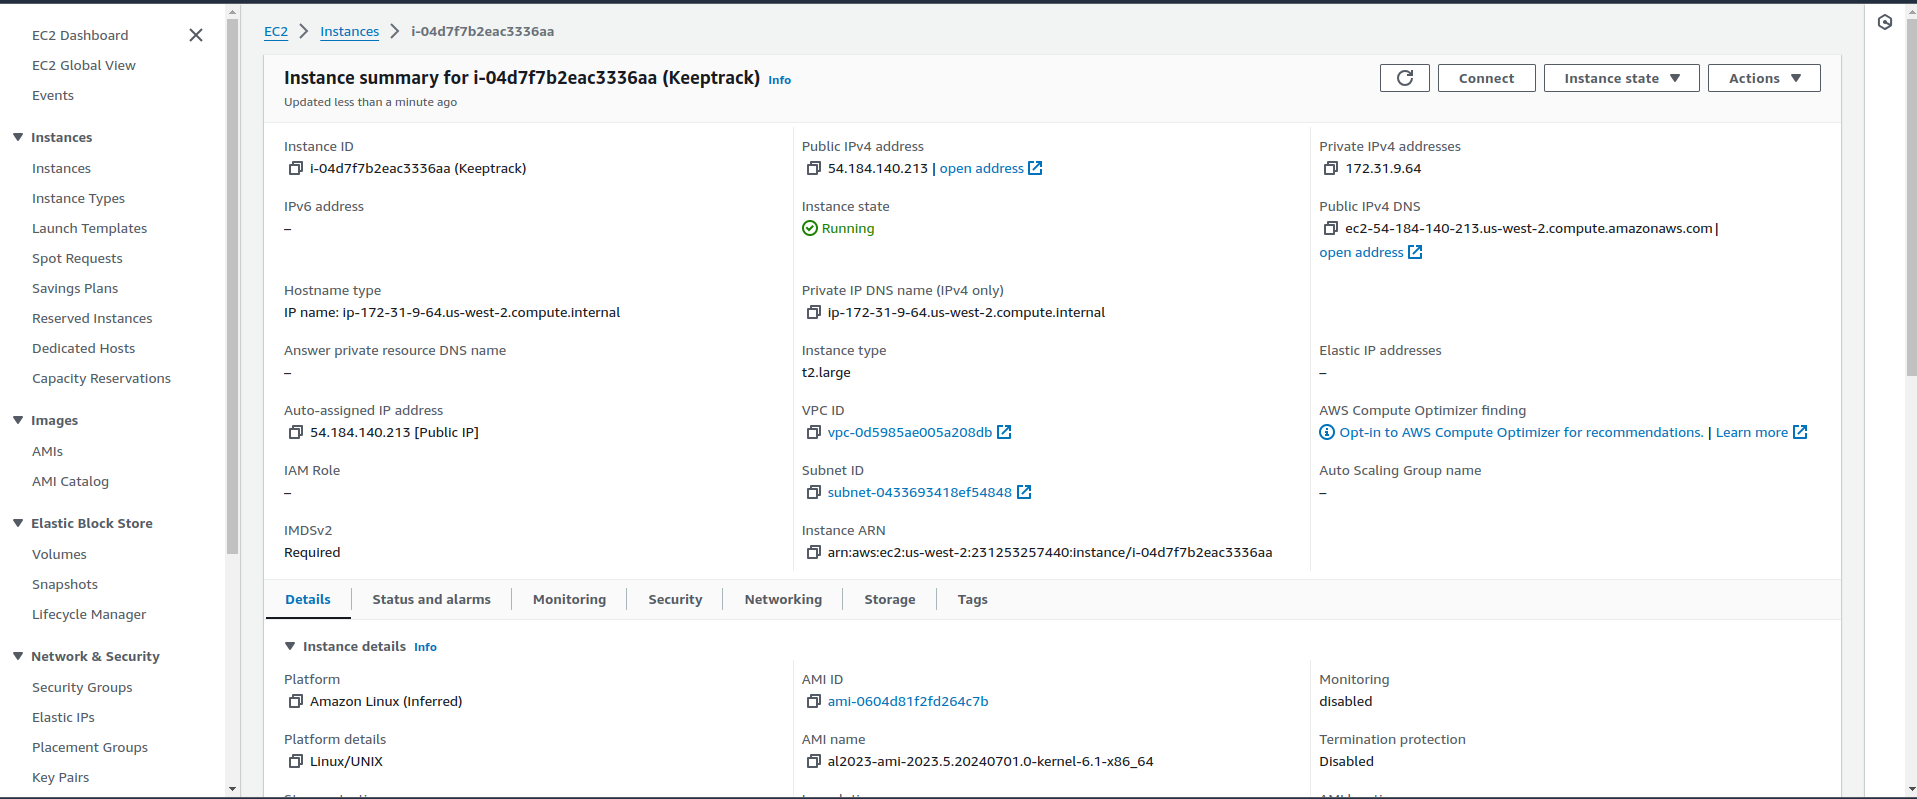 EC2 Dashboard
EC2 Global View
Events
Instances
Instances
Instance Types
Launch Templates
Spot Requests
Savings Plans
Reserved Instances
Dedicated Hosts
Capacity Reservations
Images
AMIs
AMI Catalog
Elastic Block Store
Volumes
Snapshots
Lifecycle Manager
Network & Security
Security Groups
Elastic IPs
Placement Groups
Key Pairs
EC2 > Instances > i-04d7f7b2eac3336aa
Instance summary for i-04d7f7b2eac3336aa (Keeptrack) Info
Updated less than a minute ago
Connect
Instance state
Actions
Instance ID
i-04d7f7b2eac3336aa (Keeptrack)
Public IPv4 address
54.184.140.213 | open address
Private IPv4 addresses
172.31.9.64
IPv6 address
–
Instance state
Running
Public IPv4 DNS
ec2-54-184-140-213.us-west-2.compute.amazonaws.com |
open address
Hostname type
IP name: ip-172-31-9-64.us-west-2.compute.internal
Private IP DNS name (IPv4 only)
ip-172-31-9-64.us-west-2.compute.internal
Answer private resource DNS name
–
Instance type
t2.large
Elastic IP addresses
–
Auto-assigned IP address
54.184.140.213 [Public IP]
VPC ID
vpc-0d5985ae005a208db
AWS Compute Optimizer finding
Opt-in to AWS Compute Optimizer for recommendations. | Learn more
IAM Role
–
Subnet ID
subnet-0433693418ef54848
Auto Scaling Group name
–
IMDSv2
Required
Instance ARN
arn:aws:ec2:us-west-2:231253257440:instance/i-04d7f7b2eac3336aa
Details
Status and alarms
Monitoring
Security
Networking
Storage
Tags
Instance details Info
Platform
Amazon Linux (Inferred)
AMI ID
ami-0604d81f2fd264c7b
Monitoring
disabled
Platform details
Linux/UNIX
AMI name
al2023-ami-2023.5.20240701.0-kernel-6.1-x86_64
Termination protection
Disabled